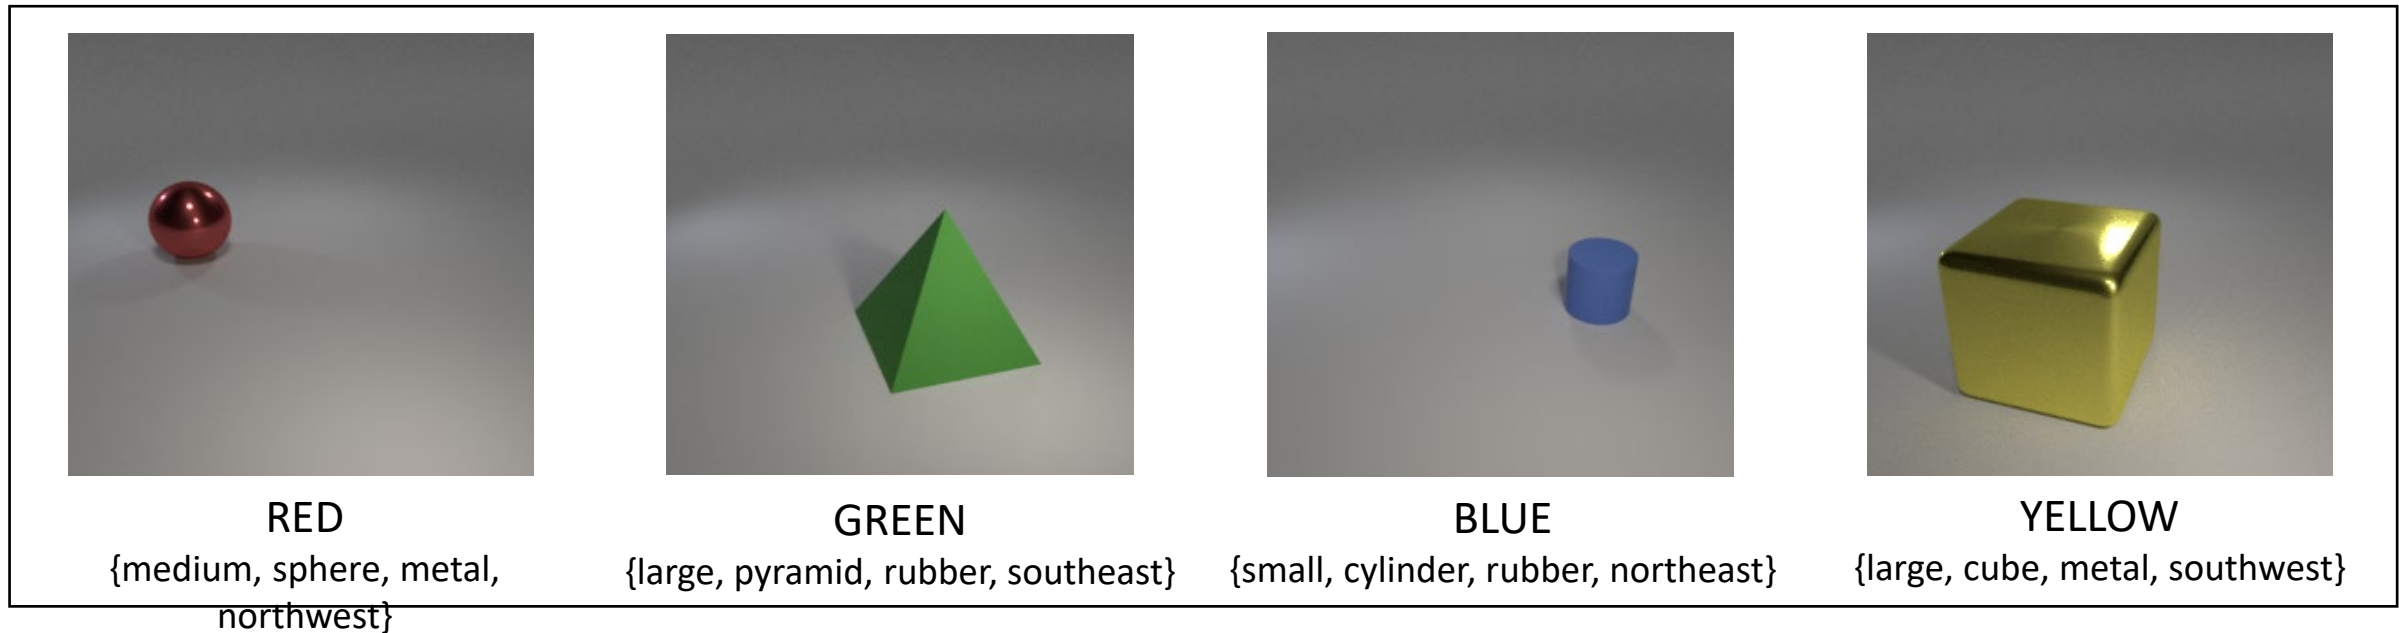 RED
{medium, sphere, metal,
northwest}
GREEN
{large, pyramid, rubber, southeast}
BLUE
{small, cylinder, rubber, northeast}
YELLOW
{large, cube, metal, southwest}